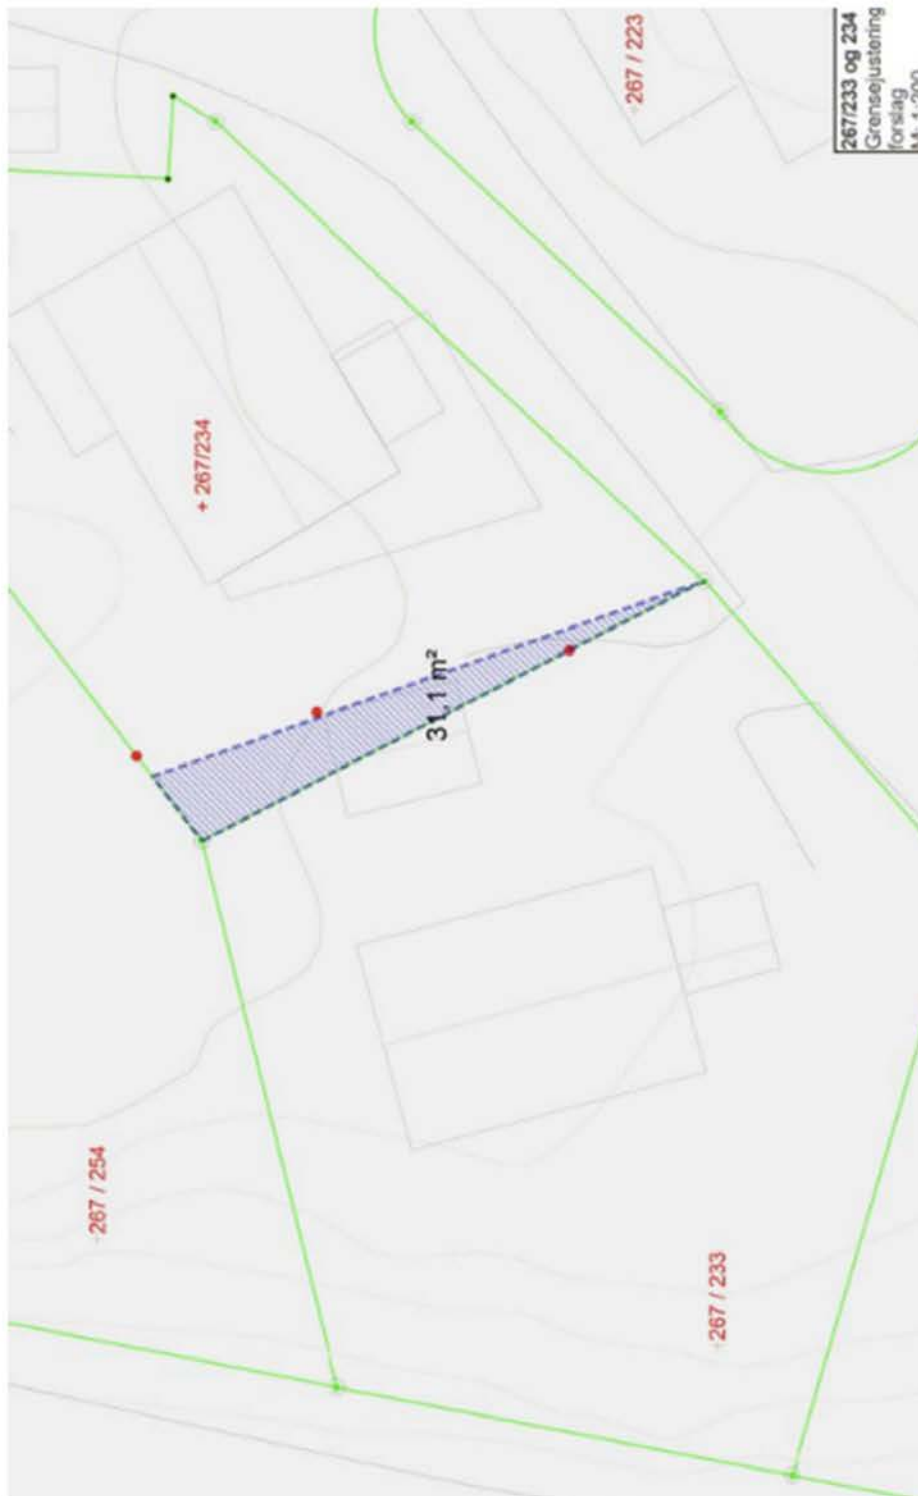 267/233 og 234
Grensejustering
forslag
267 / 223
+ 267/234
31,1 m²
267 / 254
267 / 233